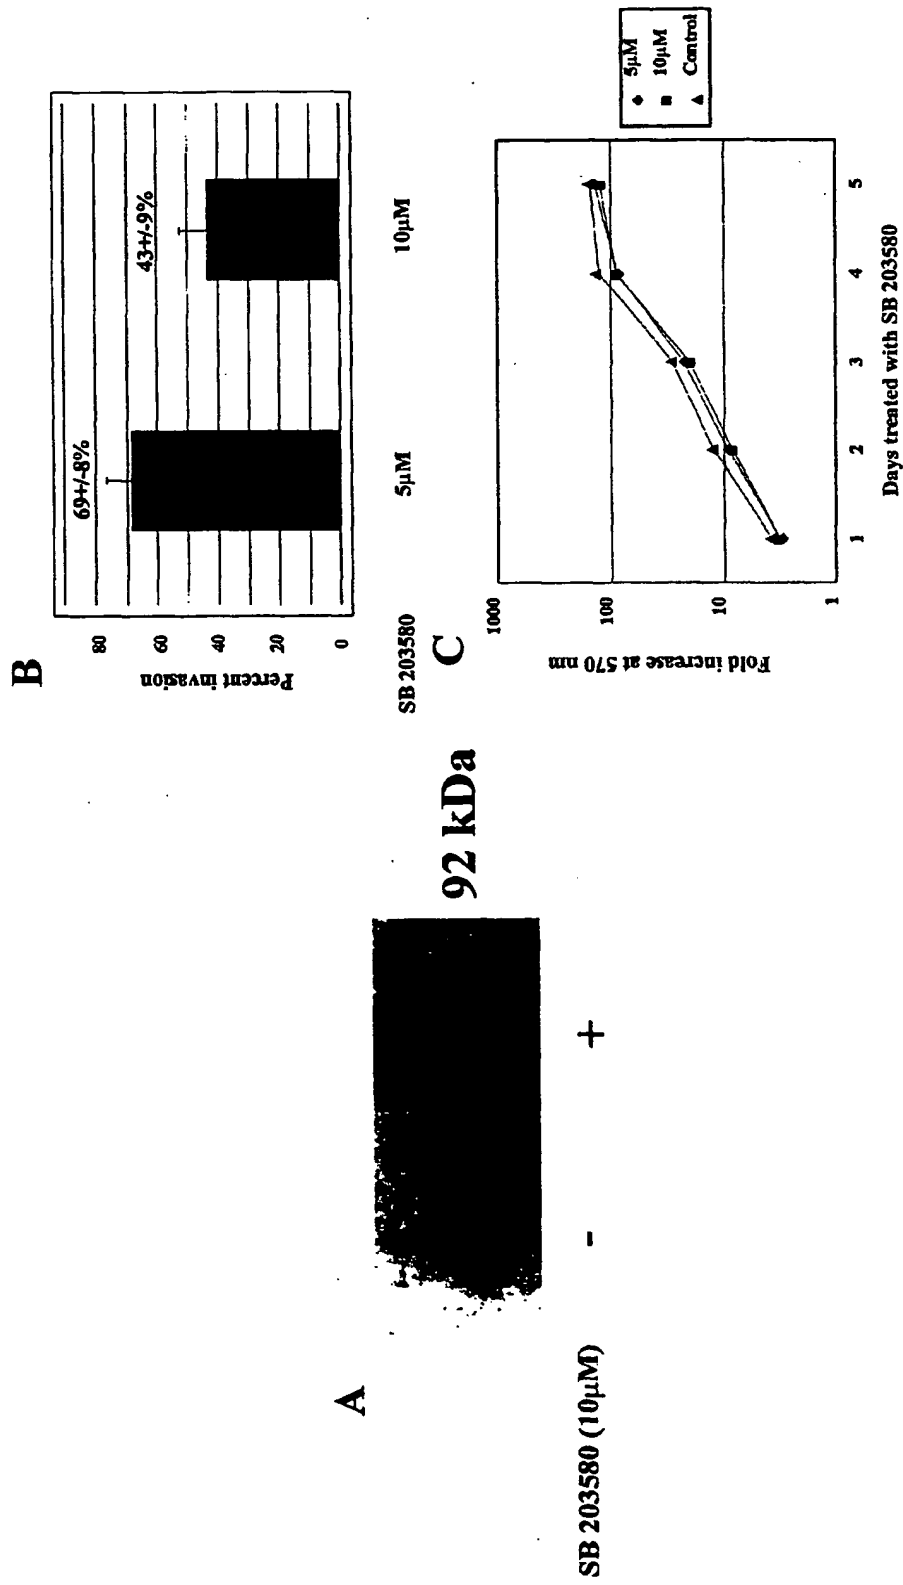 A
92 kDa
- +
SB 203580 (10µM)
B
Percent invasion
80
60
40
20
0
69+/-8%
43+/-9%
SB 203580
5µM
10µM
C
Fold increase at 570 nm
1000
100
10
1
1 2 3 4 5
Days treated with SB 203580
5µM
10µM
Control